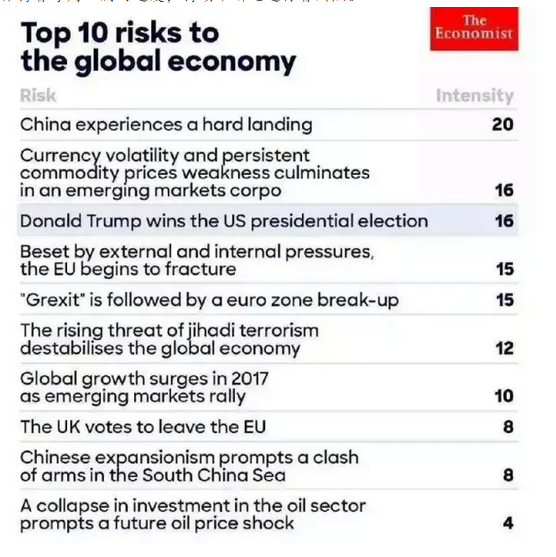 Top 10 risks to
the global economy
The
Economist
Risk Intensity
China experiences a hard landing 20
Currency volatility and persistent
commodity prices weakness culminates
in an emerging markets corpo 16
Donald Trump wins the US presidential election 16
Beset by external and internal pressures,
the EU begins to fracture 15
"Grexit" is followed by a euro zone break-up 15
The rising threat of jihadi terrorism
destabilises the global economy 12
Global growth surges in 2017
as emerging markets rally 10
The UK votes to leave the EU 8
Chinese expansionism prompts a clash
of arms in the South China Sea 8
A collapse in investment in the oil sector
prompts a future oil price shock 4